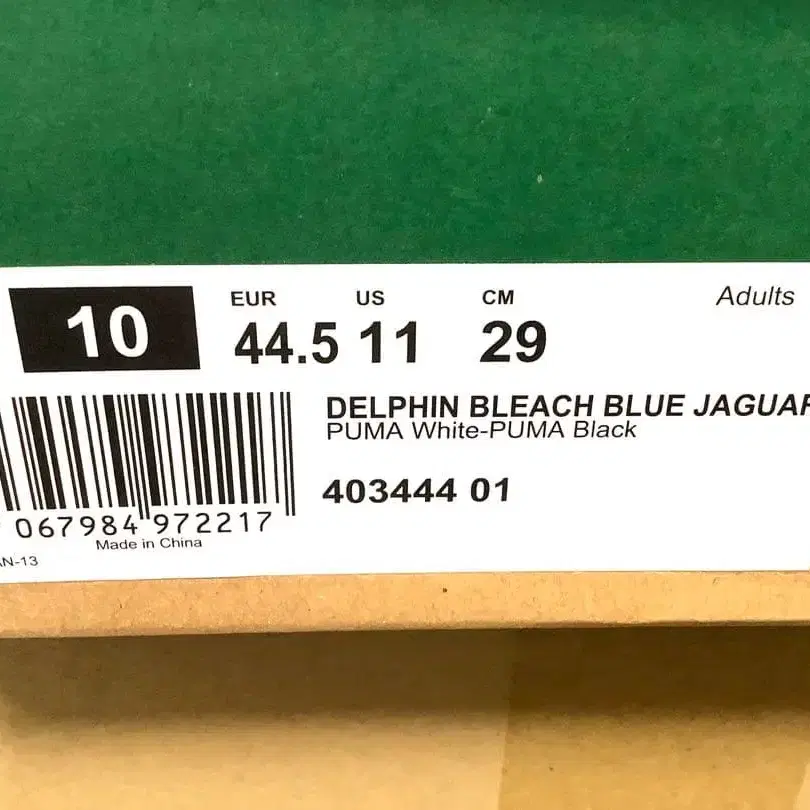 10
EUR US CM Adults
44.5 11 29
DELPHIN BLEACH BLUE JAGUAR
PUMA White-PUMA Black
403444 01
067984 972217
Made in China
N-13